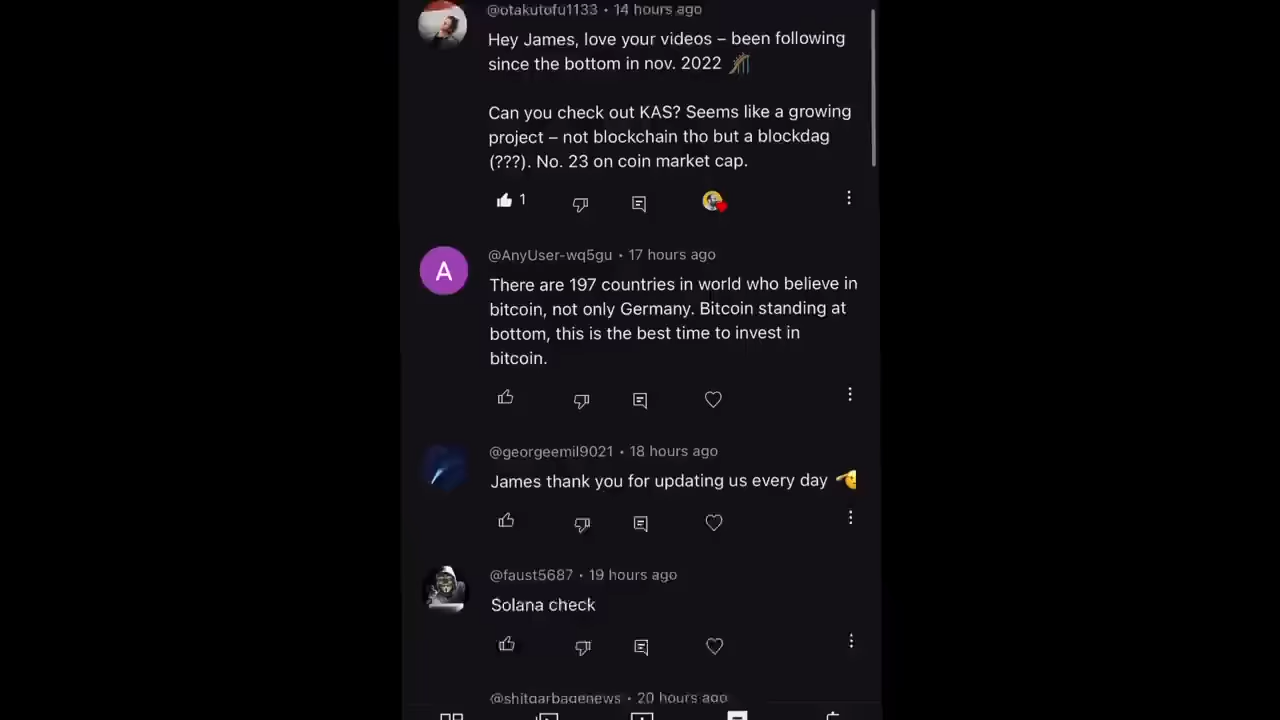 @otakutofu1133 • 14 hours ago
Hey James, love your videos – been following
since the bottom in nov. 2022
Can you check out KAS? Seems like a growing
project – not blockchain tho but a blockdag
(???). No. 23 on coin market cap.
1
A
@AnyUser-wq5gu • 17 hours ago
There are 197 countries in world who believe in
bitcoin, not only Germany. Bitcoin standing at
bottom, this is the best time to invest in
bitcoin.
@georgeemil9021 • 18 hours ago
James thank you for updating us every day
@faust5687 • 19 hours ago
Solana check
@shitgarbagenews • 20 hours ago